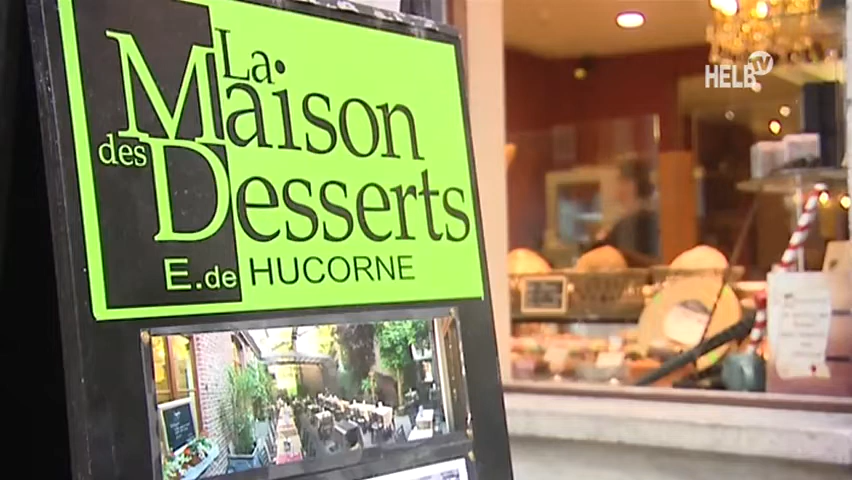 La
Maison
des
Desserts
E.de HUCORNE
HELB TV